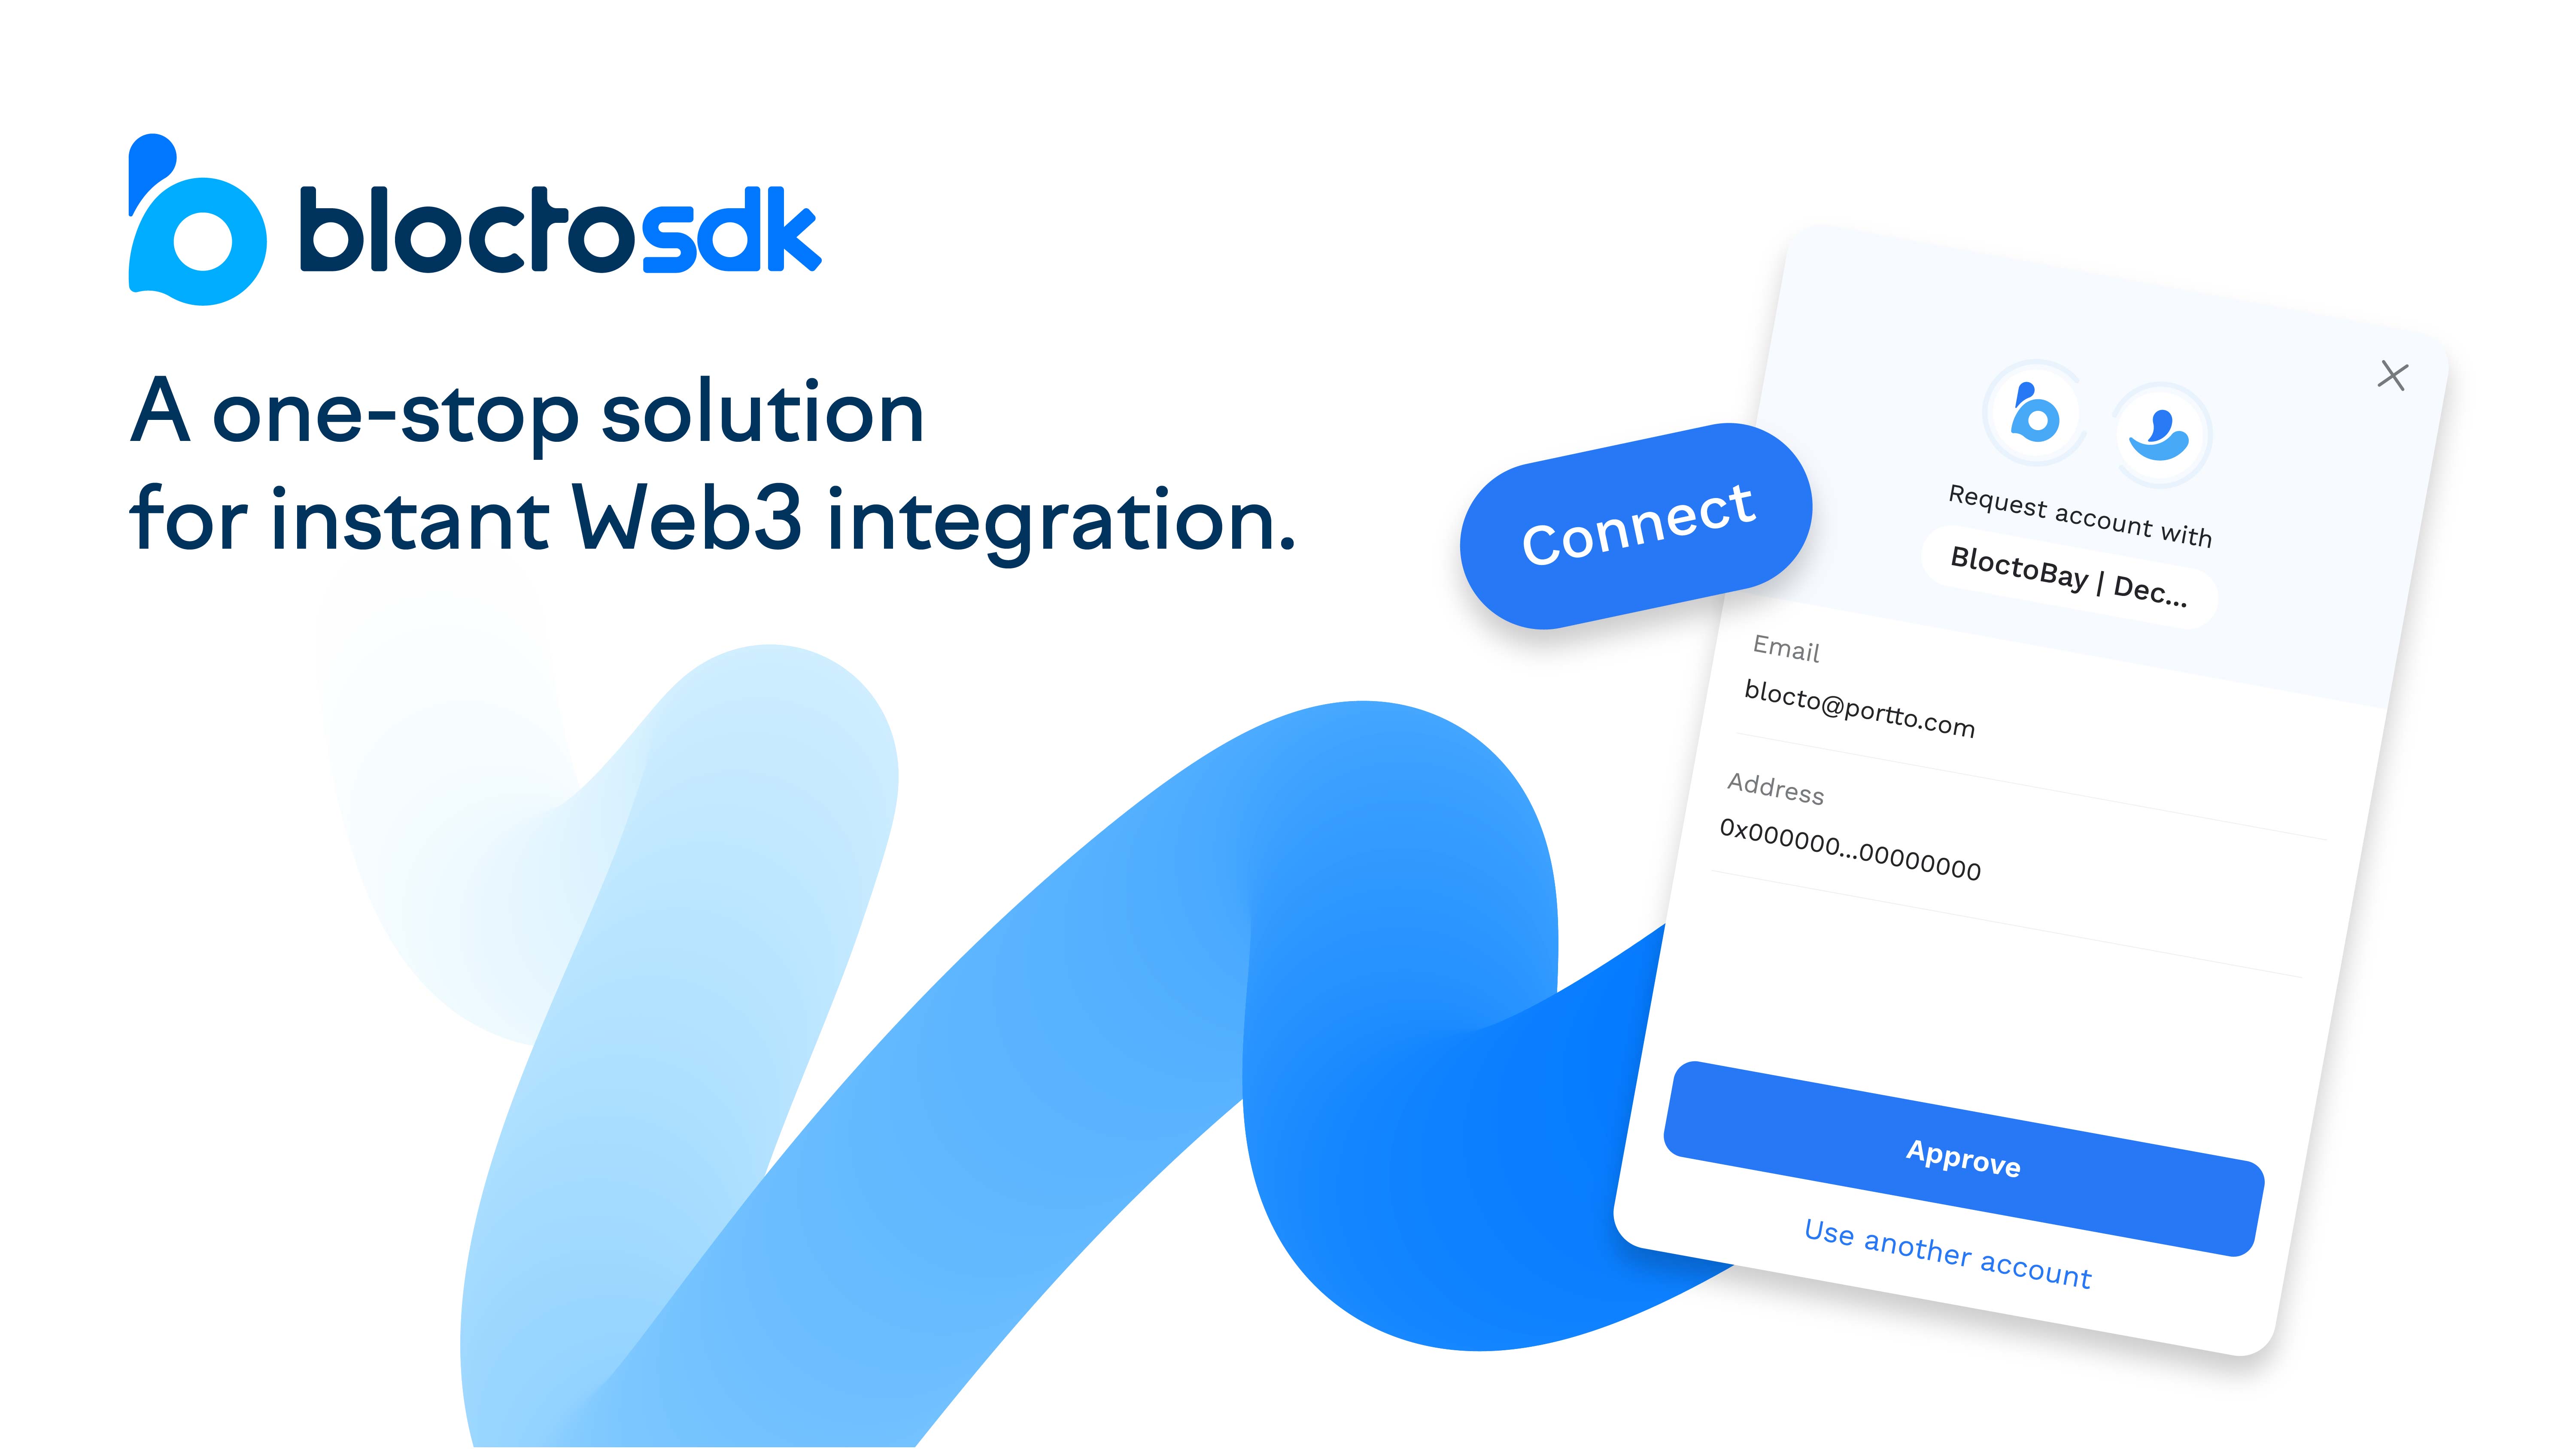 bloctosdk
A one-stop solution
for instant Web3 integration.
Connect
Request account with
BloctoBay | Dec...
Email
blocto@portto.com
Address
0x000000...00000000
Approve
Use another account